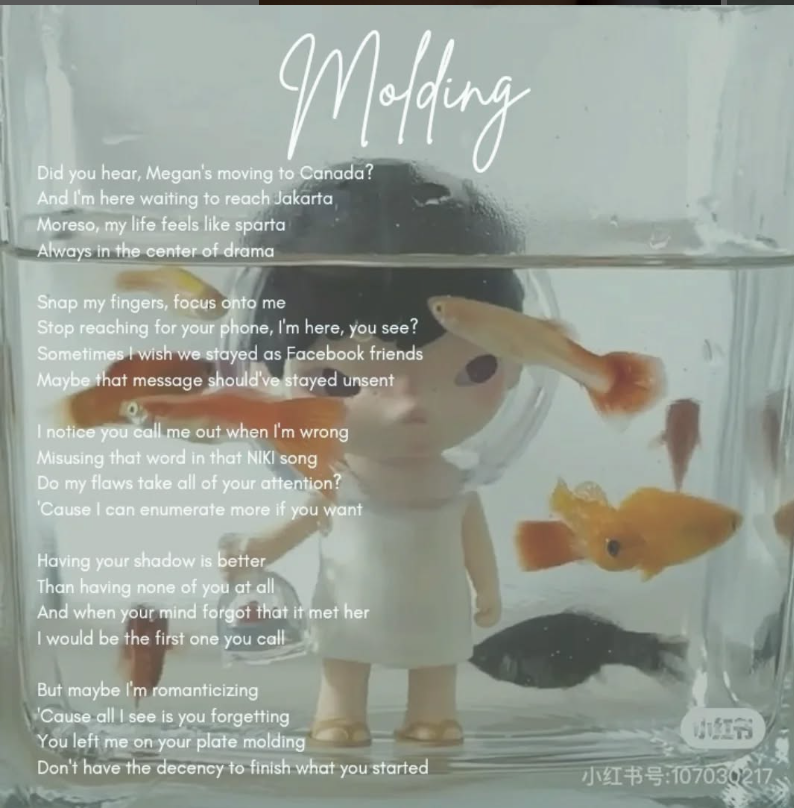 Molding
Did you hear, Megan's moving to Canada?
And I'm here waiting to reach Jakarta
Moreso, my life feels like sparta
Always in the center of drama
Snap my fingers, focus onto me
Stop reaching for your phone, I'm here, you see?
Sometimes I wish we stayed as Facebook friends
Maybe that message should've stayed unsent
I notice you call me out when I'm wrong
Misusing that word in that NIKI song
Do my flaws take all of your attention?
'Cause I can enumerate more if you want
Having your shadow is better
Than having none of you at all
And when your mind forgot that it met her
I would be the first one you call
But maybe I'm romanticizing
'Cause all I see is you forgetting
You left me on your plate molding
Don't have the decency to finish what you started
小红书
小红书号:107030217